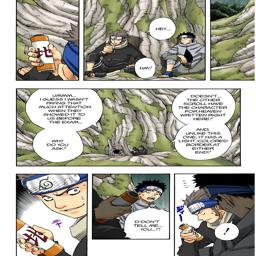 HEY...
HM?
UMMM...
I GUESS I WASN'T
PAYING THAT
MUCH ATTENTION
WHEN THEY
SHOWED IT TO
US BEFORE
THE EXAM...
WHY
DO YOU
ASK?
DOESN'T...
THE OTHER
SCROLL HAVE
THE CHARACTER
FOR HEAVEN
WRITTEN RIGHT
HERE?
AND,
UNLIKE THIS
ONE, IT HAS A
LIGHT-COLORED
BORDER AT
EITHER
END?
D-DON'T
TELL ME...
YOU...?!
!